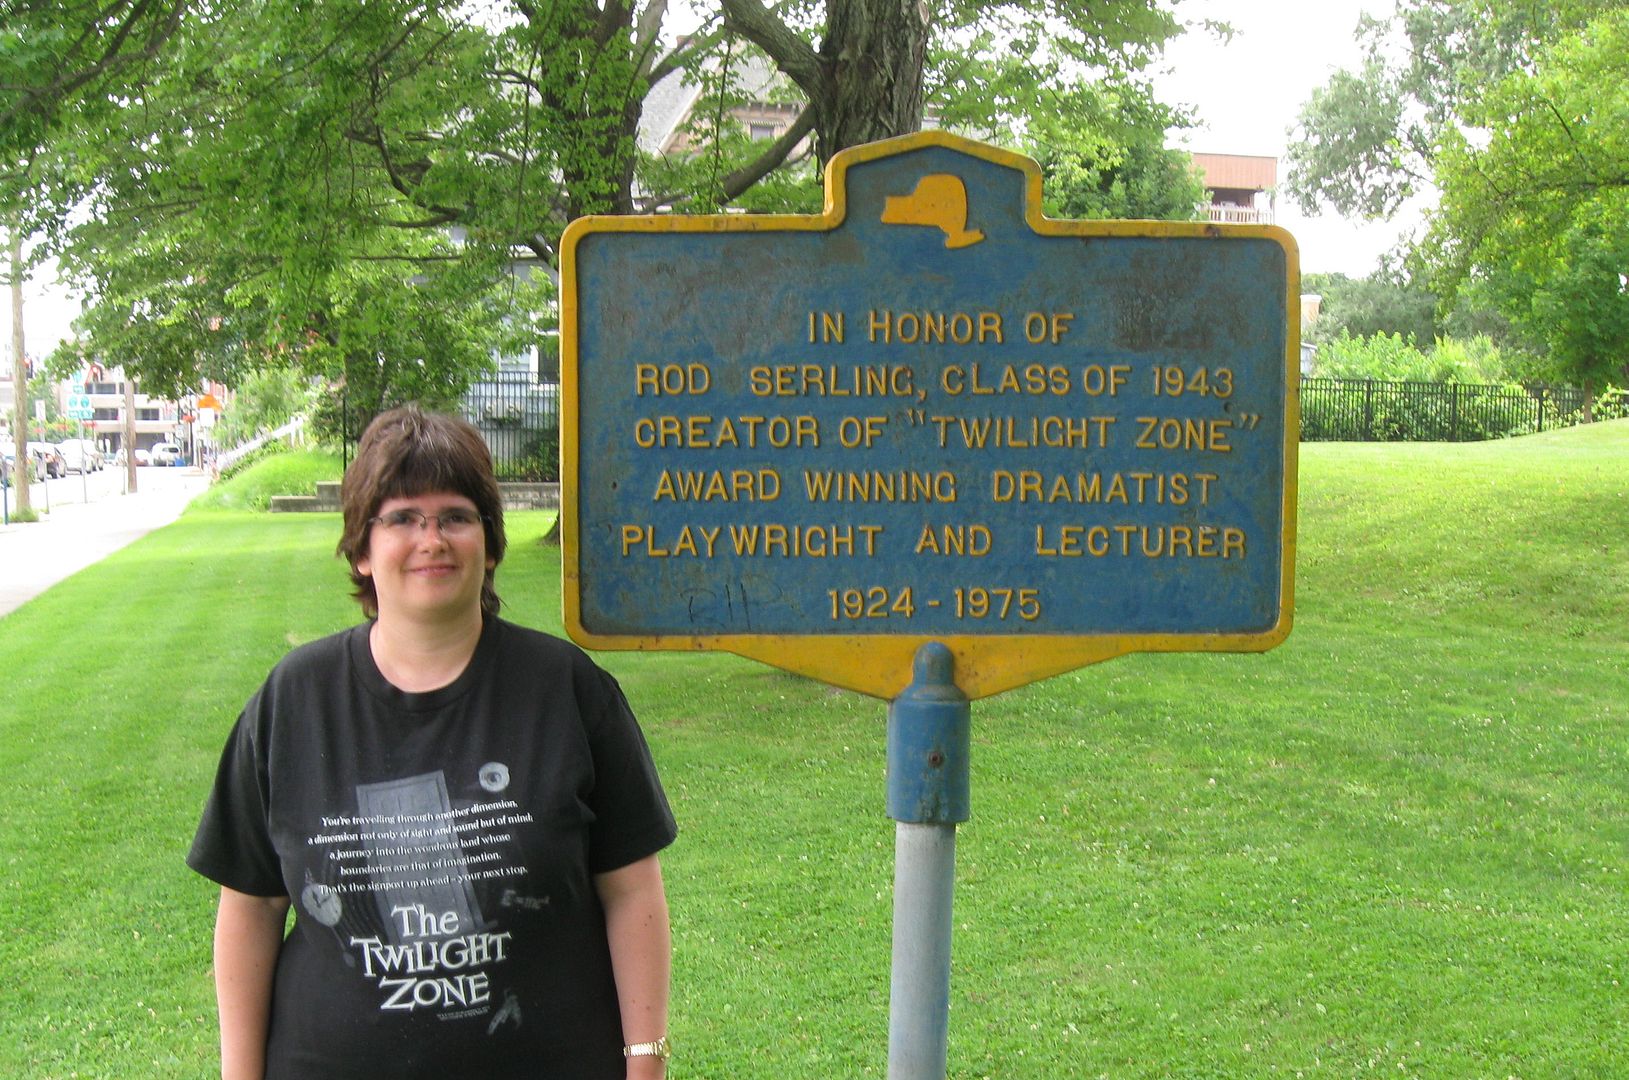 IN HONOR OF
ROD SERLING, CLASS OF 1943
CREATOR OF "TWILIGHT ZONE"
AWARD WINNING DRAMATIST
PLAYWRIGHT AND LECTURER
1924 - 1975
RIP
You're travelling through another dimension,
a dimension not only of sight and sound but of mind;
a journey into the wondrous land whose
boundaries are that of imagination.
That's the signpost up ahead - your next stop,
The
TWILIGHT
ZONE
E=mc²